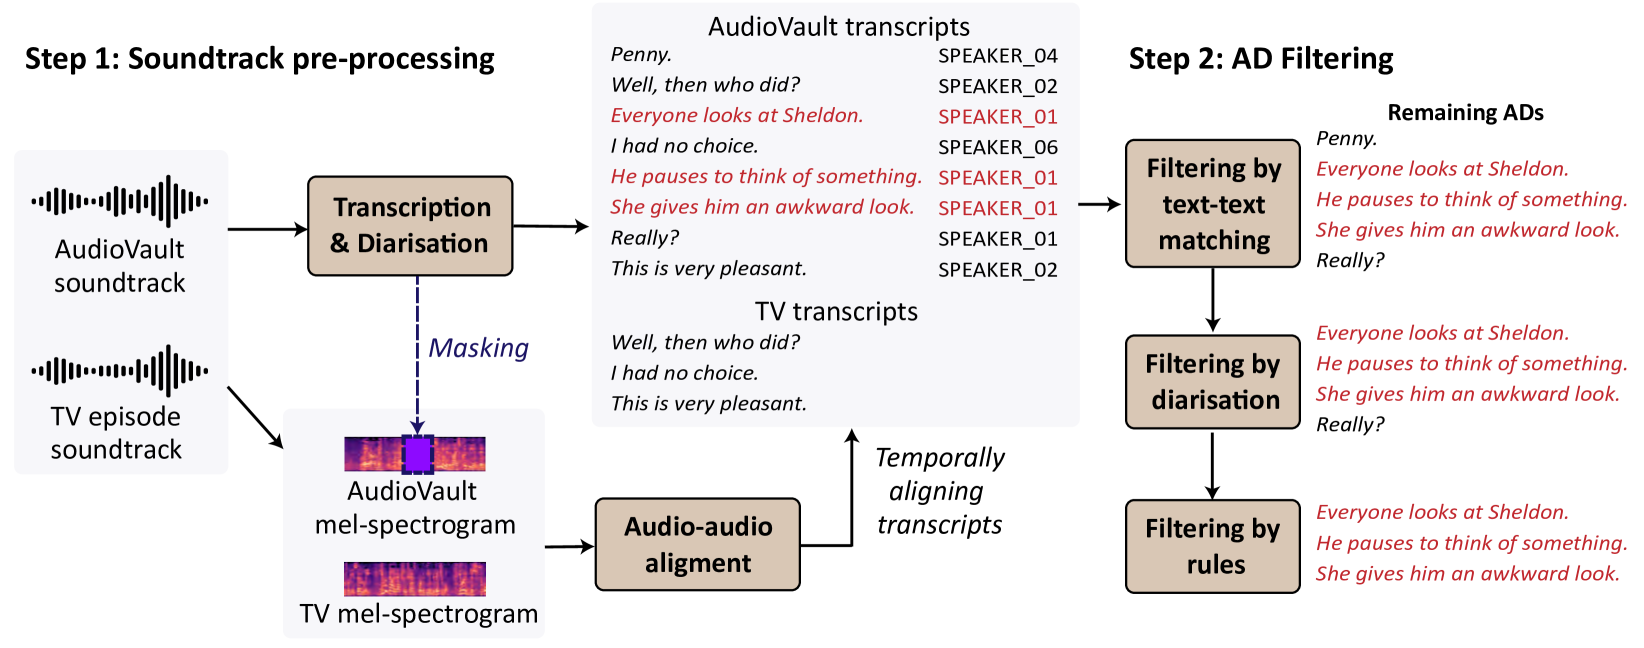 Step 1: Soundtrack pre-processing
AudioVault
soundtrack
TV episode
soundtrack
Transcription
& Diarisation
Masking
AudioVault
mel-spectrogram
TV mel-spectrogram
Audio-audio
aligment
Temporally
aligning
transcripts
AudioVault transcripts
Penny. SPEAKER_04
Well, then who did? SPEAKER_02
Everyone looks at Sheldon. SPEAKER_01
I had no choice. SPEAKER_06
He pauses to think of something. SPEAKER_01
She gives him an awkward look. SPEAKER_01
Really? SPEAKER_01
This is very pleasant. SPEAKER_02
TV transcripts
Well, then who did?
I had no choice.
This is very pleasant.
Step 2: AD Filtering
Remaining ADs
Filtering by
text-text
matching
Penny.
Everyone looks at Sheldon.
He pauses to think of something.
She gives him an awkward look.
Really?
Filtering by
diarisation
Everyone looks at Sheldon.
He pauses to think of something.
She gives him an awkward look.
Really?
Filtering by
rules
Everyone looks at Sheldon.
He pauses to think of something.
She gives him an awkward look.